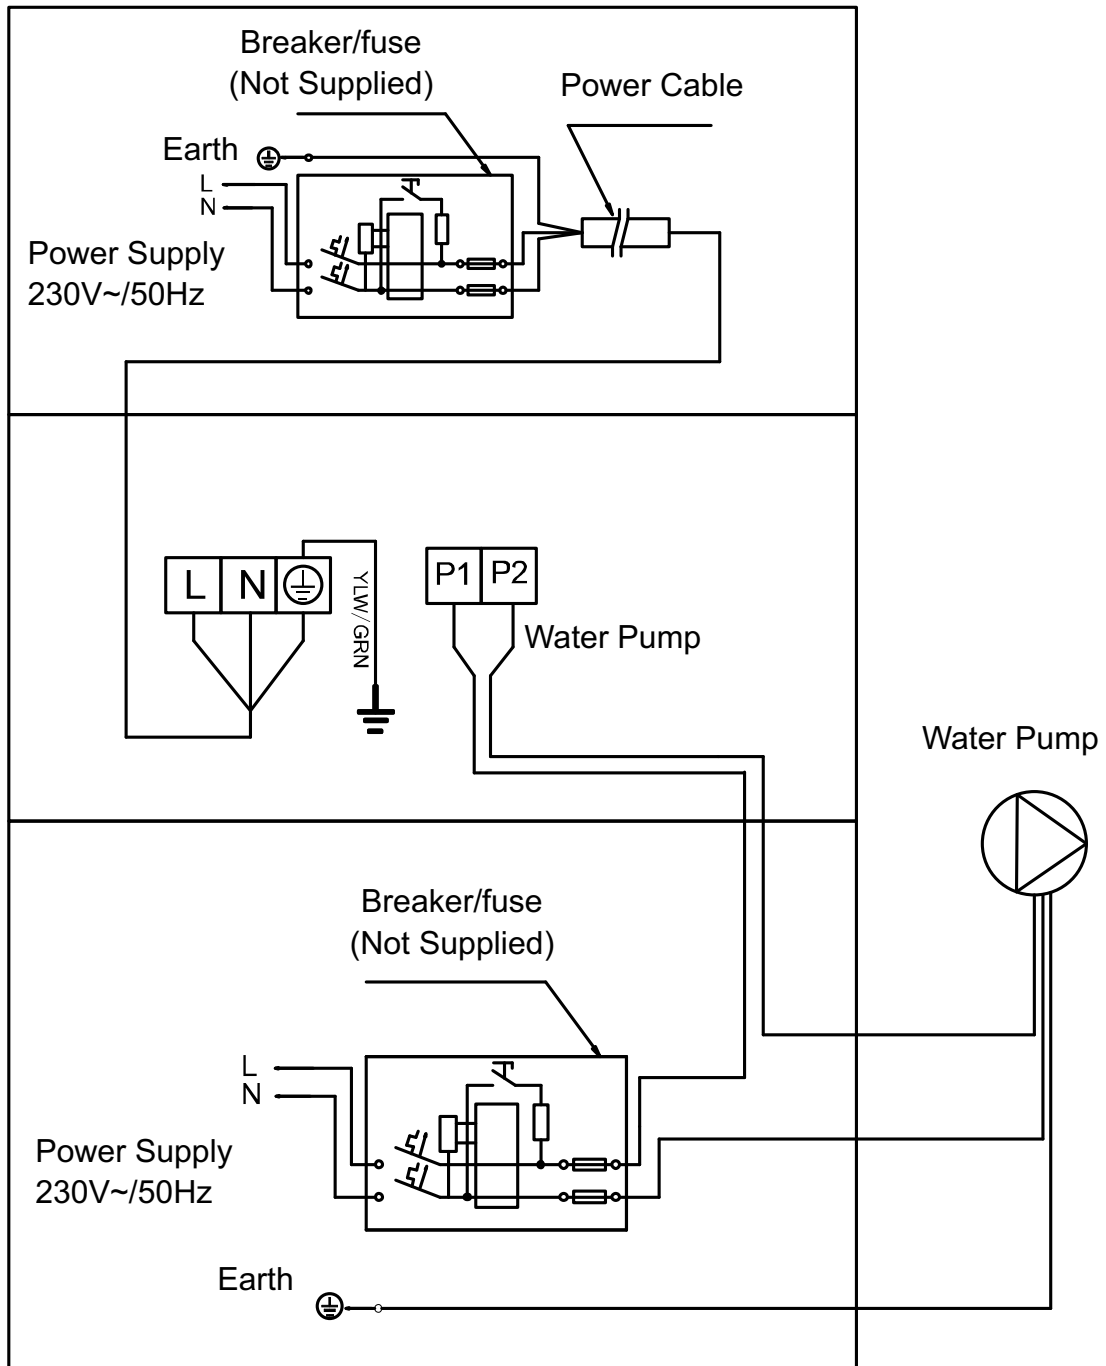 Breaker/fuse
(Not Supplied)
Power Cable
Earth
L
N
Power Supply
230V~/50Hz
L N
YLW/GRN
P1 P2
Water Pump
Water Pump
Breaker/fuse
(Not Supplied)
L
N
Power Supply
230V~/50Hz
Earth